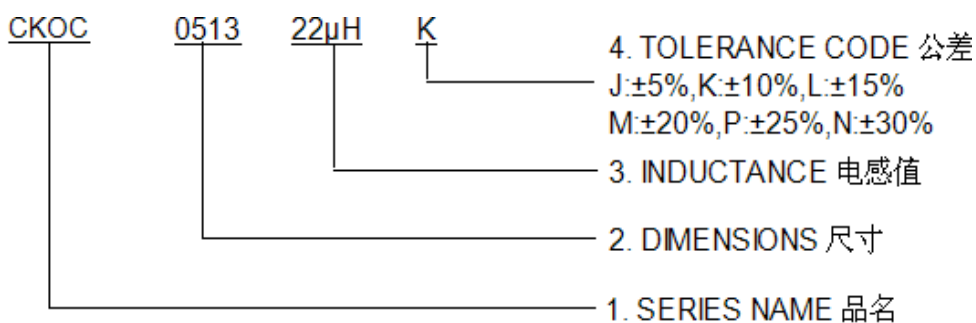 CKOC 0513 22µH K
4. TOLERANCE CODE 公差
J:±5%,K:±10%,L:±15%
M:±20%,P:±25%,N:±30%
3. INDUCTANCE 电感值
2. DIMENSIONS 尺寸
1. SERIES NAME 品名